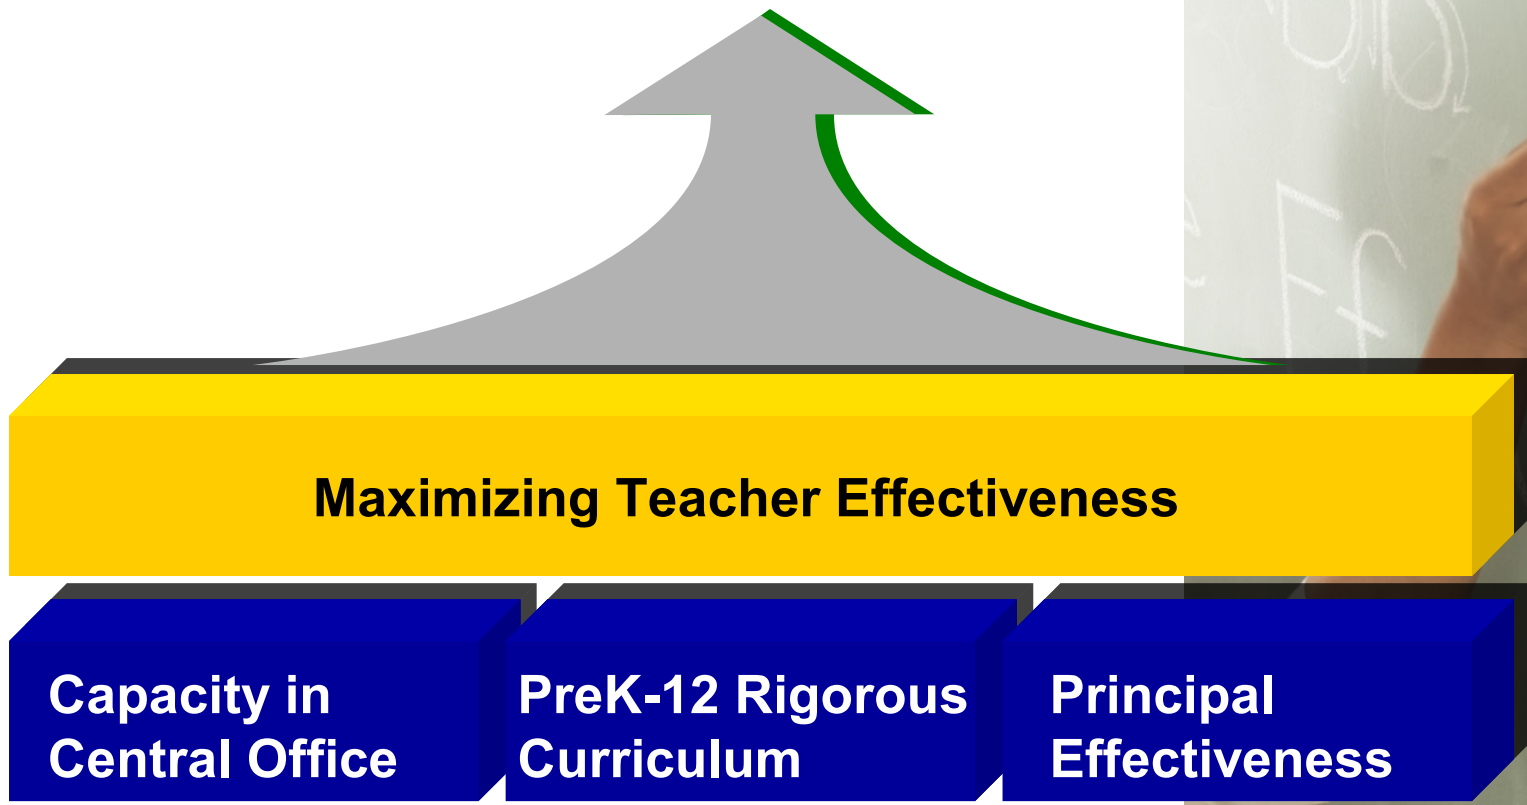 Maximizing Teacher Effectiveness
Capacity in
Central Office
PreK-12 Rigorous
Curriculum
Principal
Effectiveness